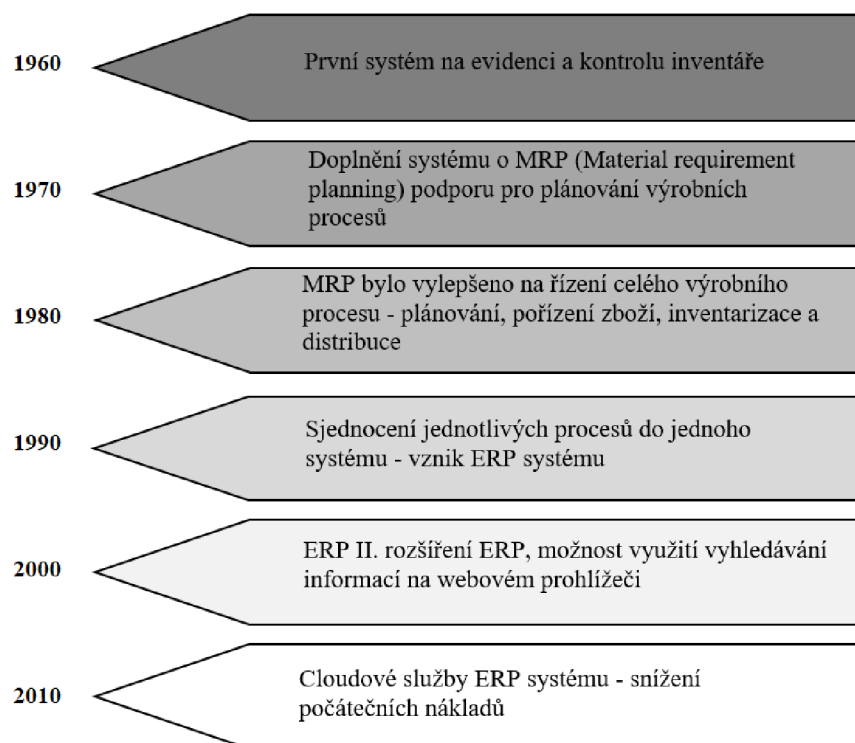 1960
První systém na evidenci a kontrolu inventáře
1970
Doplnění systému o MRP (Material requirement
planning) podporu pro plánování výrobních
procesů
1980
MRP bylo vylepšeno na řízení celého výrobního
procesu - plánování, pořízení zboží, inventarizace a
distribuce
1990
Sjednocení jednotlivých procesů do jednoho
systému - vznik ERP systému
2000
ERP II. rozšíření ERP, možnost využití vyhledávání
informací na webovém prohlížeči
2010
Cloudové služby ERP systému - snížení
počátečních nákladů